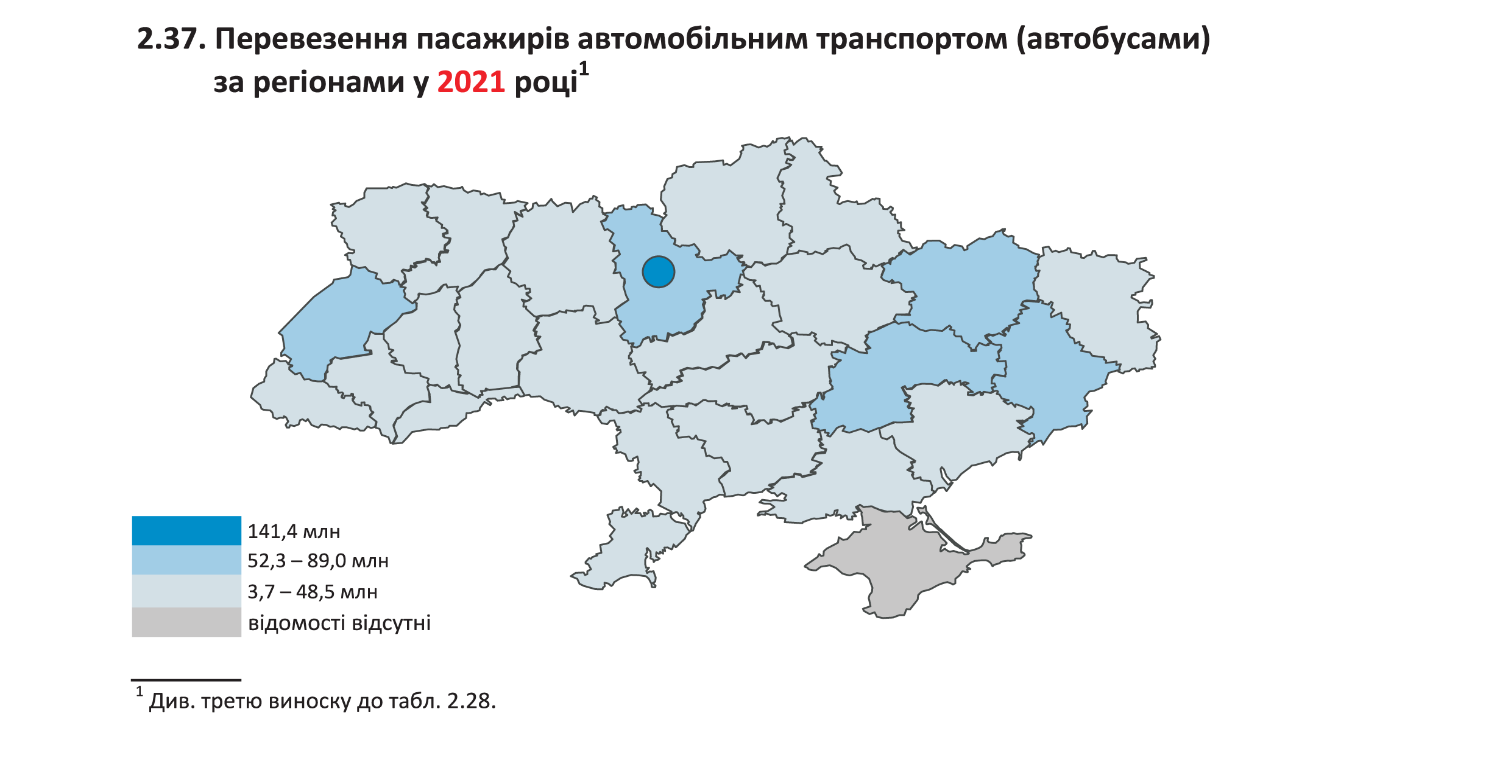 2.37. Перевезення пасажирів автомобільним транспортом (автобусами)
за регіонами у 2021 році¹
141,4 млн
52,3 – 89,0 млн
3,7 – 48,5 млн
відомості відсутні
¹ Див. третю виноску до табл. 2.28.